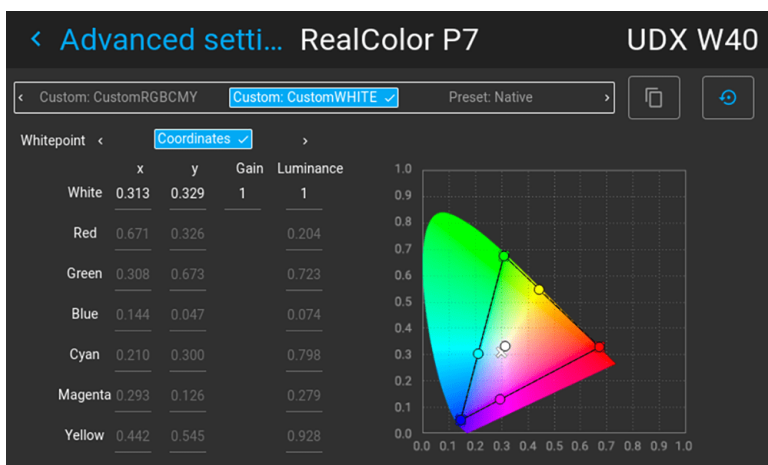 ‹ Advanced setti... RealColor P7 UDX W40
‹ Custom: CustomRGBCMY Custom: CustomWHITE ✓ Preset: Native ›
Whitepoint ‹ Coordinates ✓ ›
x y Gain Luminance
White 0.313 0.329 1 1
Red 0.671 0.326 0.204
Green 0.308 0.673 0.723
Blue 0.144 0.047 0.074
Cyan 0.210 0.300 0.798
Magenta 0.293 0.126 0.279
Yellow 0.442 0.545 0.928
1.0
0.9
0.8
0.7
0.6
0.5
0.4
0.3
0.2
0.1
0.0
0.0 0.1 0.2 0.3 0.4 0.5 0.6 0.7 0.8 0.9 1.0